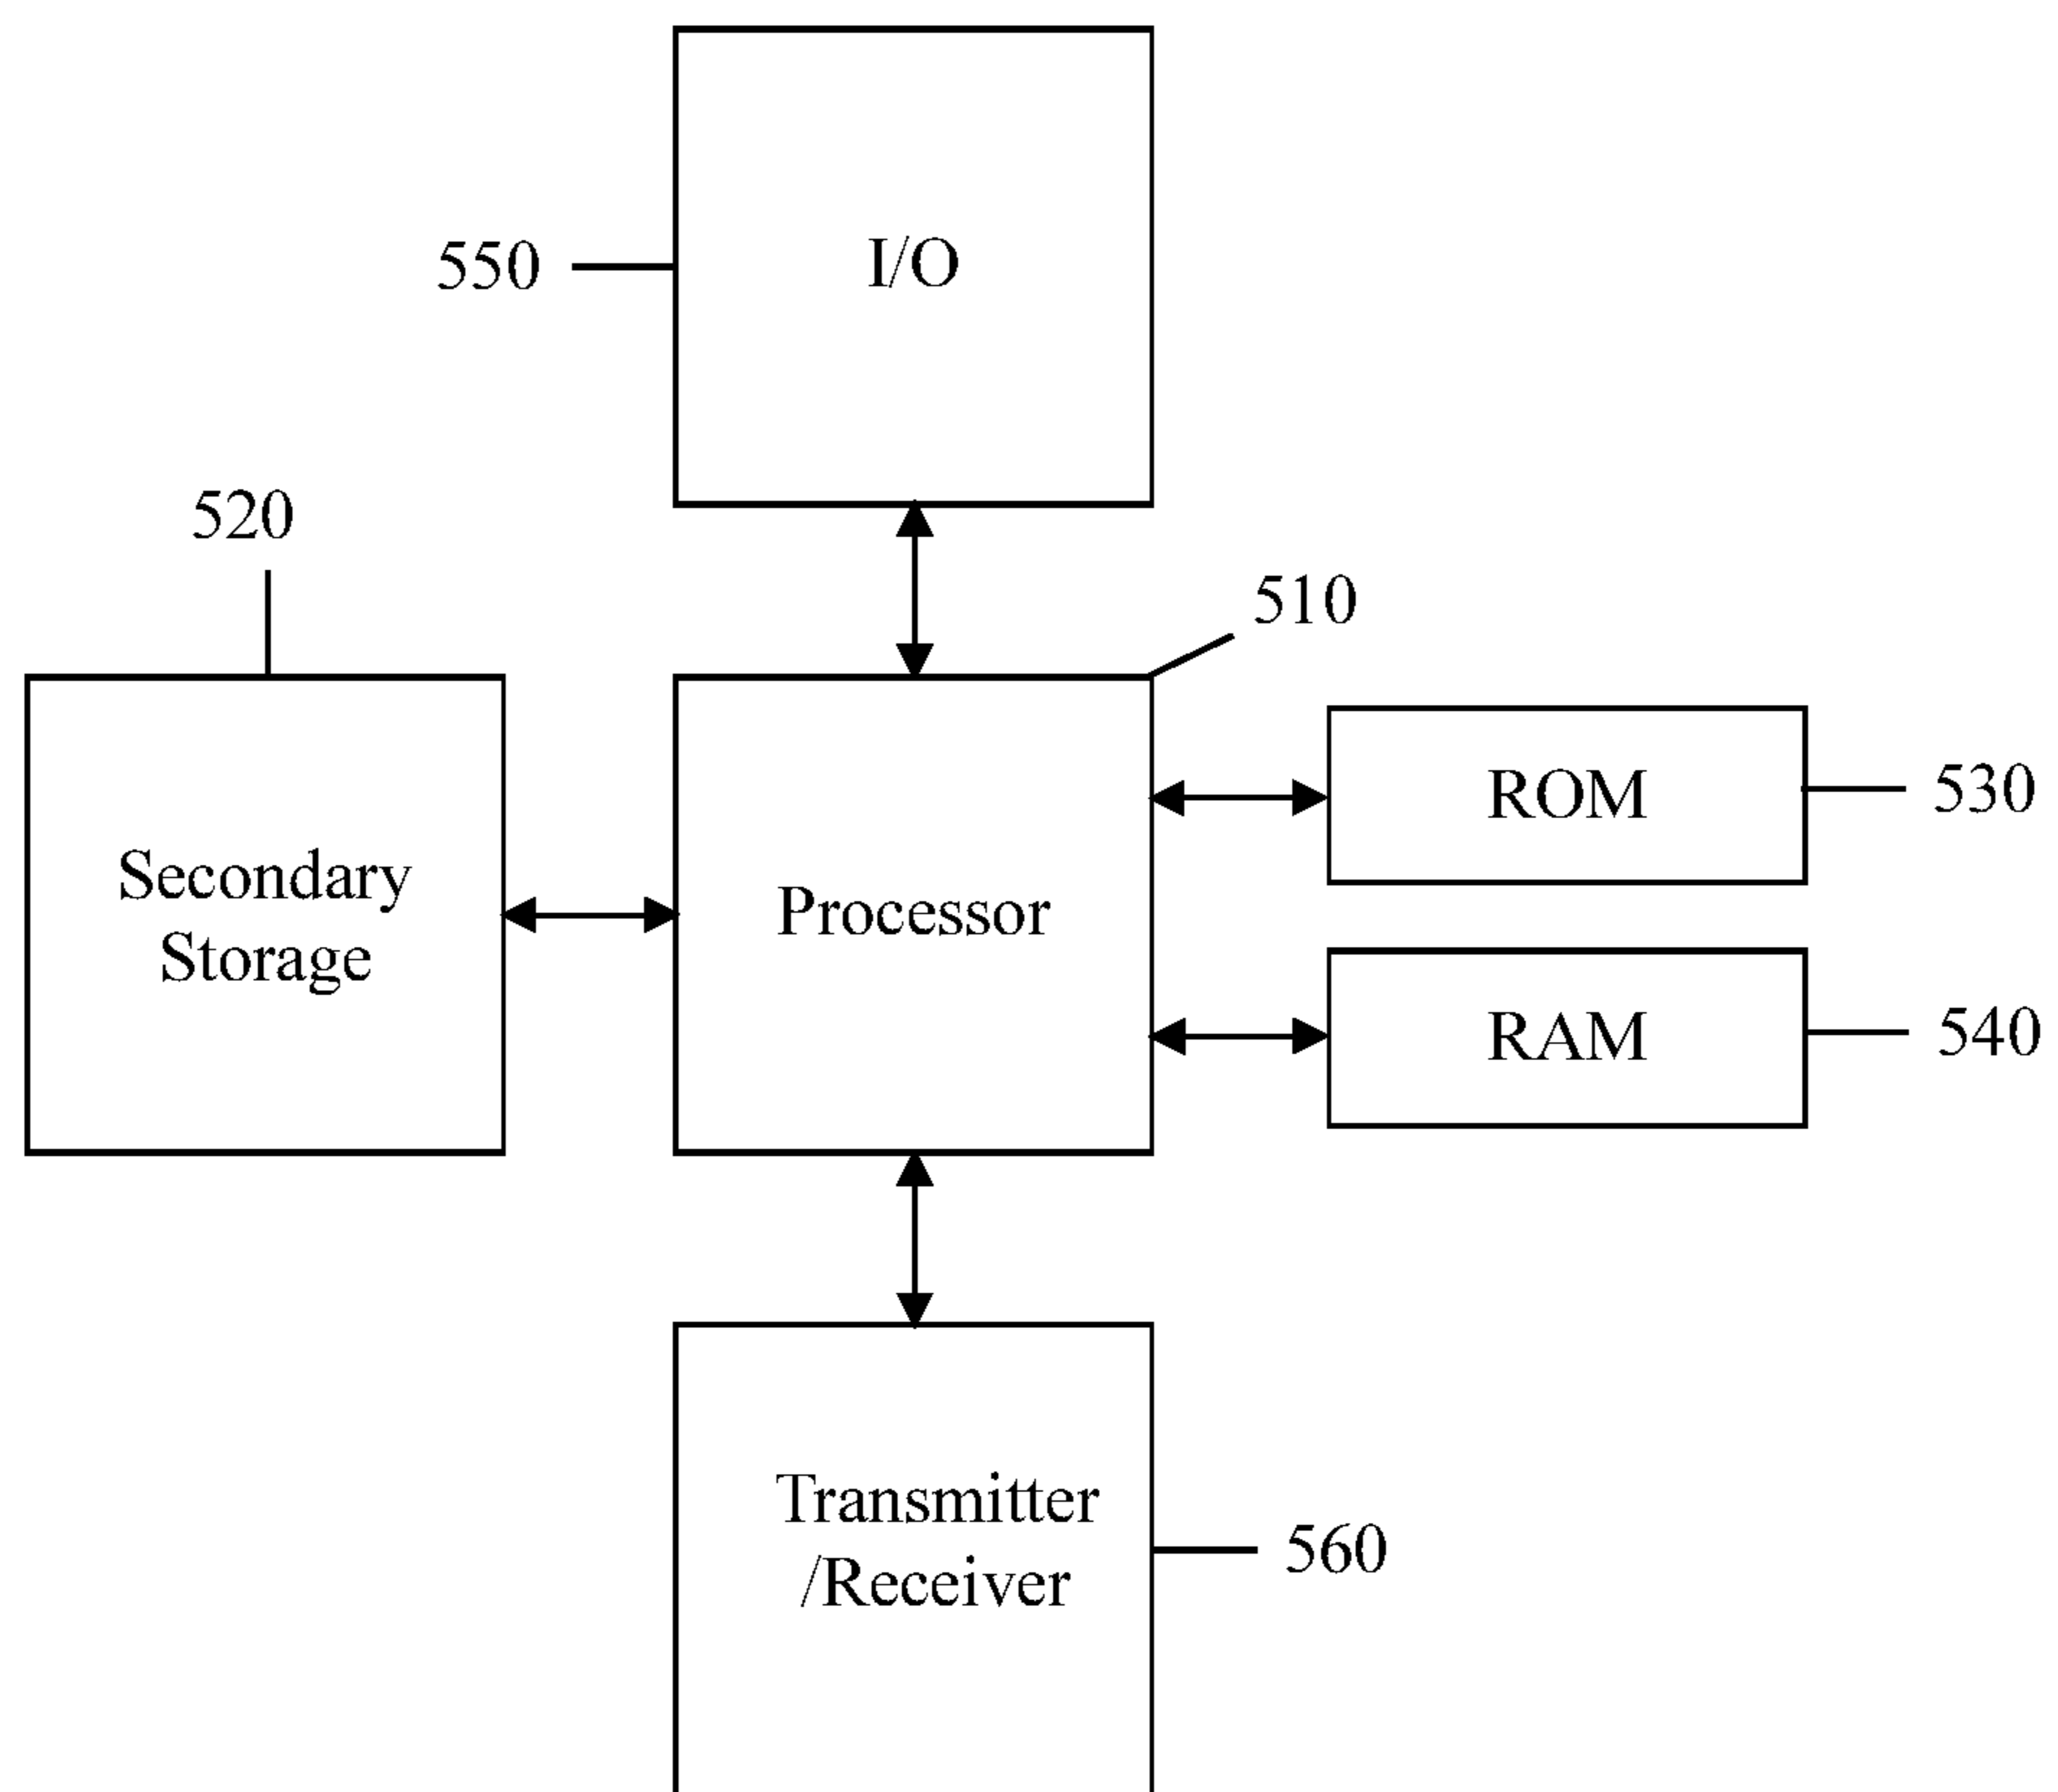 550
I/O
520
510
Secondary
Storage
Processor
ROM
530
RAM
540
Transmitter
/Receiver
560